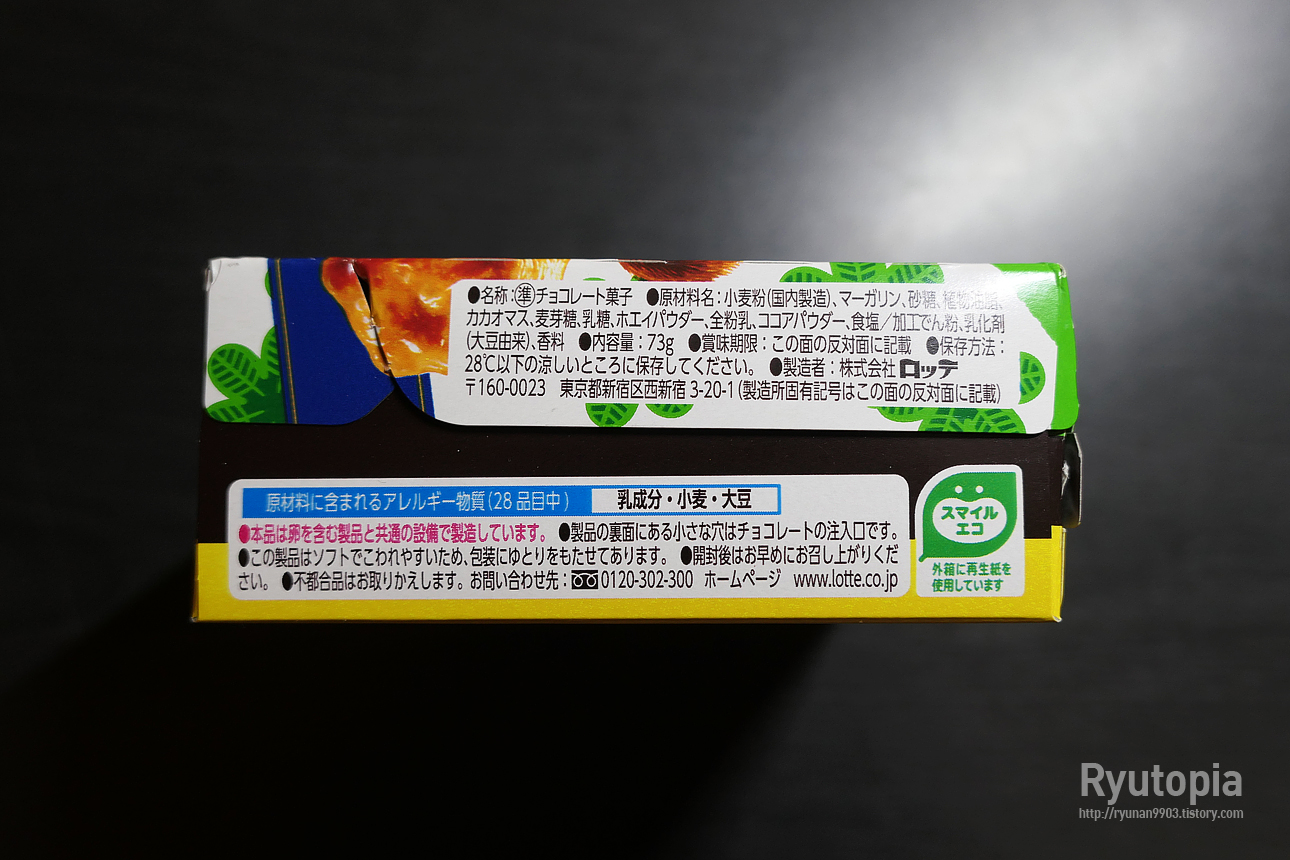 ●名称：㊟チョコレート菓子　●原材料名：小麦粉(国内製造)、マーガリン、砂糖、植物油脂、
カカオマス、麦芽糖、乳糖、ホエイパウダー、全粉乳、ココアパウダー、食塩／加工でん粉、乳化剤
(大豆由来)、香料　●内容量：73g　●賞味期限：この面の反対面に記載　●保存方法：
28℃以下の涼しいところに保存してください。　●製造者：株式会社ロッテ
〒160-0023　東京都新宿区西新宿 3-20-1 (製造所固有記号はこの面の反対面に記載)
原材料に含まれるアレルギー物質(28品目中)　乳成分・小麦・大豆
●本品は卵を含む製品と共通の設備で製造しています。　●製品の裏面にある小さな穴はチョコレートの注入口です。
●この製品はソフトでこわれやすいため、包装にゆとりをもたせてあります。　●開封後はお早めにお召し上がりくだ
さい。　●不都合品はお取りかえします。お問い合わせ先：0120-302-300　ホームページ　www.lotte.co.jp
スマイル
エコ
外箱に再生紙を
使用しています
Ryutopia
http://ryunan9903.tistory.com